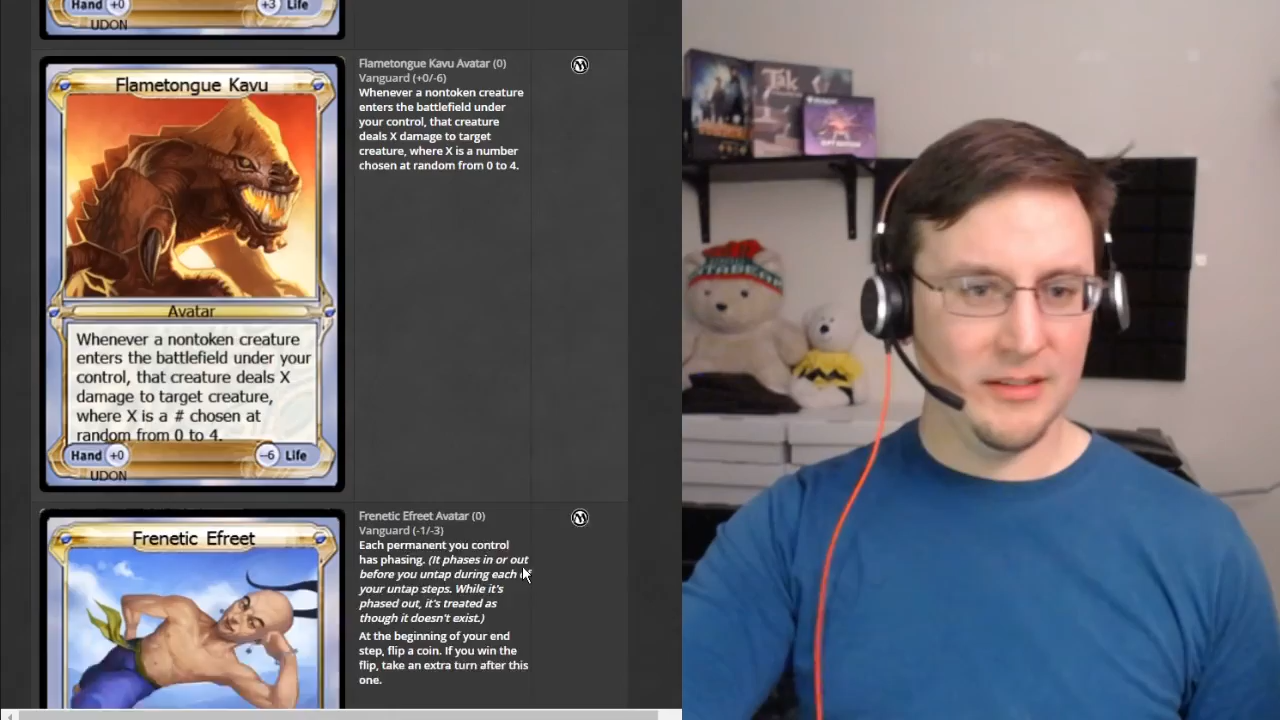 Hand +0
+3 Life
UDON
Flametongue Kavu
Avatar
Whenever a nontoken creature
enters the battlefield under your
control, that creature deals X
damage to target creature,
where X is a # chosen at
random from 0 to 4.
Hand +0
-6 Life
UDON
Flametongue Kavu Avatar (0)
Vanguard (+0/-6)
Whenever a nontoken creature
enters the battlefield under
your control, that creature
deals X damage to target
creature, where X is a number
chosen at random from 0 to 4.
Frenetic Efreet
Frenetic Efreet Avatar (0)
Vanguard (-1/-3)
Each permanent you control
has phasing. (It phases in or out
before you untap during each of
your untap steps. While it's
phased out, it's treated as
though it doesn't exist.)
At the beginning of your end
step, flip a coin. If you win the
flip, take an extra turn after this
one.
Tak